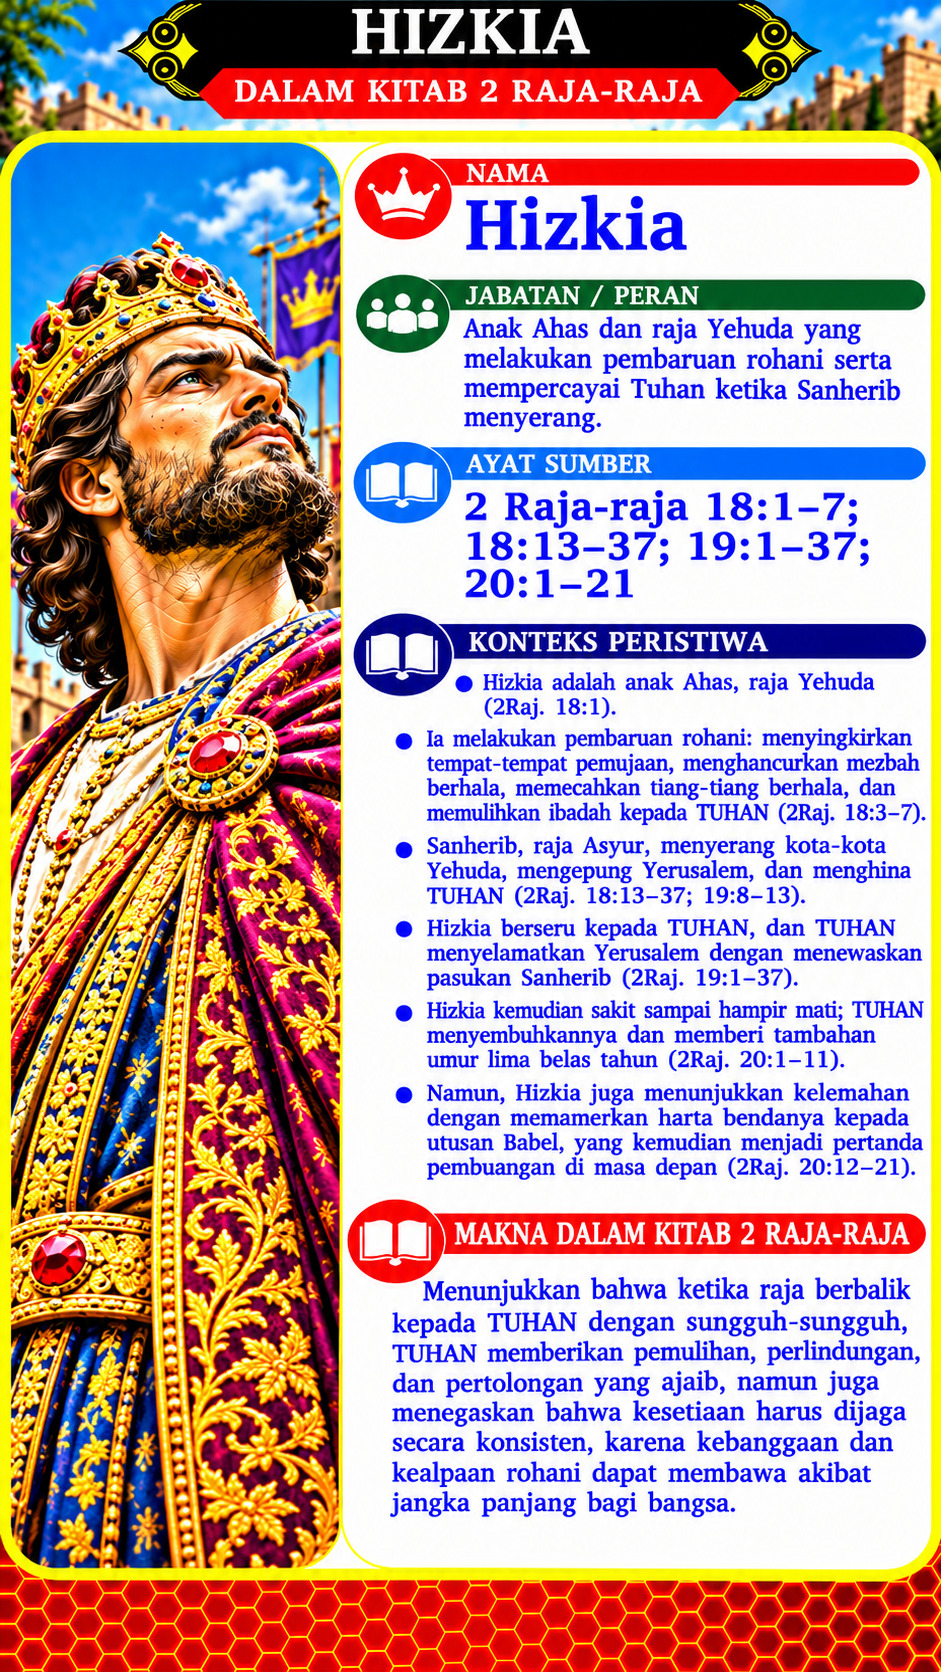 HIZKIA
DALAM KITAB 2 RAJA-RAJA
NAMA
Hizkia
JABATAN / PERAN
Anak Ahas dan raja Yehuda yang
melakukan pembaruan rohani serta
mempercayai Tuhan ketika Sanherib
menyerang.
AYAT SUMBER
2 Raja-raja 18:1–7;
18:13–37; 19:1–37;
20:1–21
KONTEKS PERISTIWA
● Hizkia adalah anak Ahas, raja Yehuda
(2Raj. 18:1).
● Ia melakukan pembaruan rohani: menyingkirkan
tempat-tempat pemujaan, menghancurkan mezbah
berhala, memecahkan tiang-tiang berhala, dan
memulihkan ibadah kepada TUHAN (2Raj. 18:3–7).
● Sanherib, raja Asyur, menyerang kota-kota
Yehuda, mengepung Yerusalem, dan menghina
TUHAN (2Raj. 18:13–37; 19:8–13).
● Hizkia berseru kepada TUHAN, dan TUHAN
menyelamatkan Yerusalem dengan menewaskan
pasukan Sanherib (2Raj. 19:1–37).
● Hizkia kemudian sakit sampai hampir mati; TUHAN
menyembuhkannya dan memberi tambahan
umur lima belas tahun (2Raj. 20:1–11).
● Namun, Hizkia juga menunjukkan kelemahan
dengan memamerkan harta bendanya kepada
utusan Babel, yang kemudian menjadi pertanda
pembuangan di masa depan (2Raj. 20:12–21).
MAKNA DALAM KITAB 2 RAJA-RAJA
Menunjukkan bahwa ketika raja berbalik
kepada TUHAN dengan sungguh-sungguh,
TUHAN memberikan pemulihan, perlindungan,
dan pertolongan yang ajaib, namun juga
menegaskan bahwa kesetiaan harus dijaga
secara konsisten, karena kebanggaan dan
kealpaan rohani dapat membawa akibat
jangka panjang bagi bangsa.